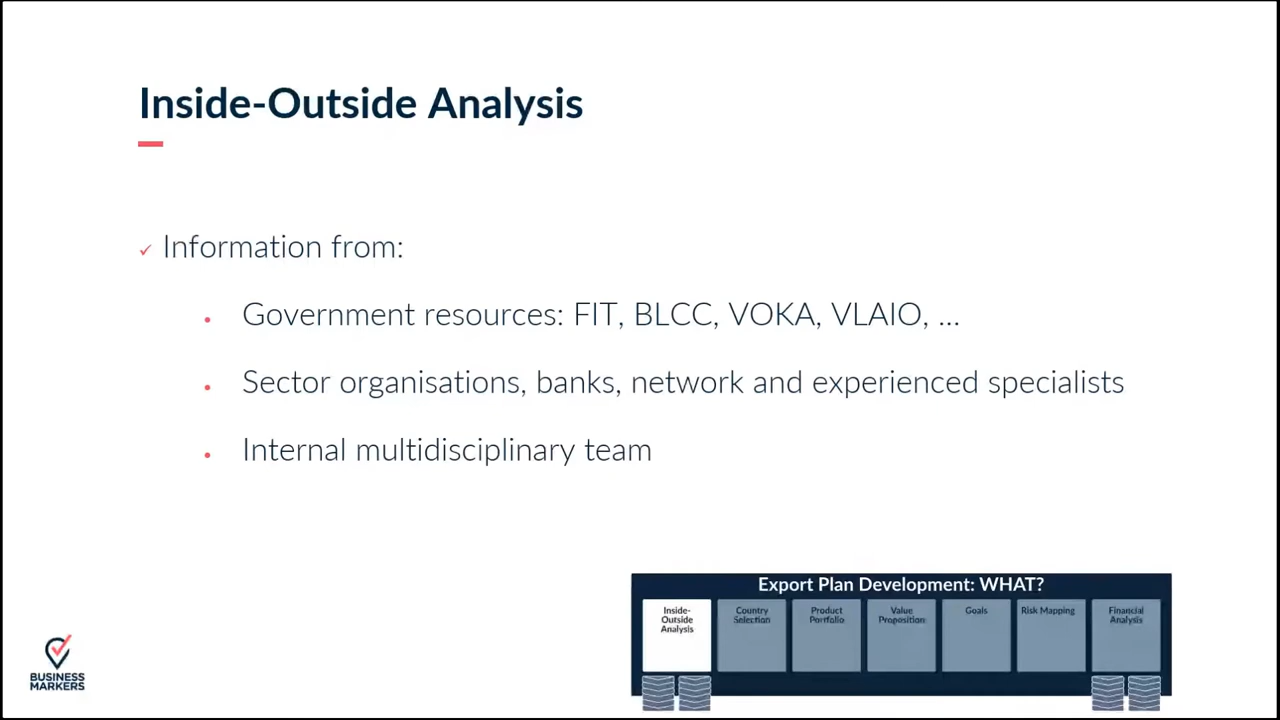 Inside-Outside Analysis
✓ Information from:
• Government resources: FIT, BLCC, VOKA, VLAIO, ...
• Sector organisations, banks, network and experienced specialists
• Internal multidisciplinary team
Export Plan Development: WHAT?
Inside-
Outside
Analysis
Country
Selection
Product
Portfolio
Value
Proposition
Goals
Risk Mapping
Financial
Analysis
BUSINESS
MARKERS